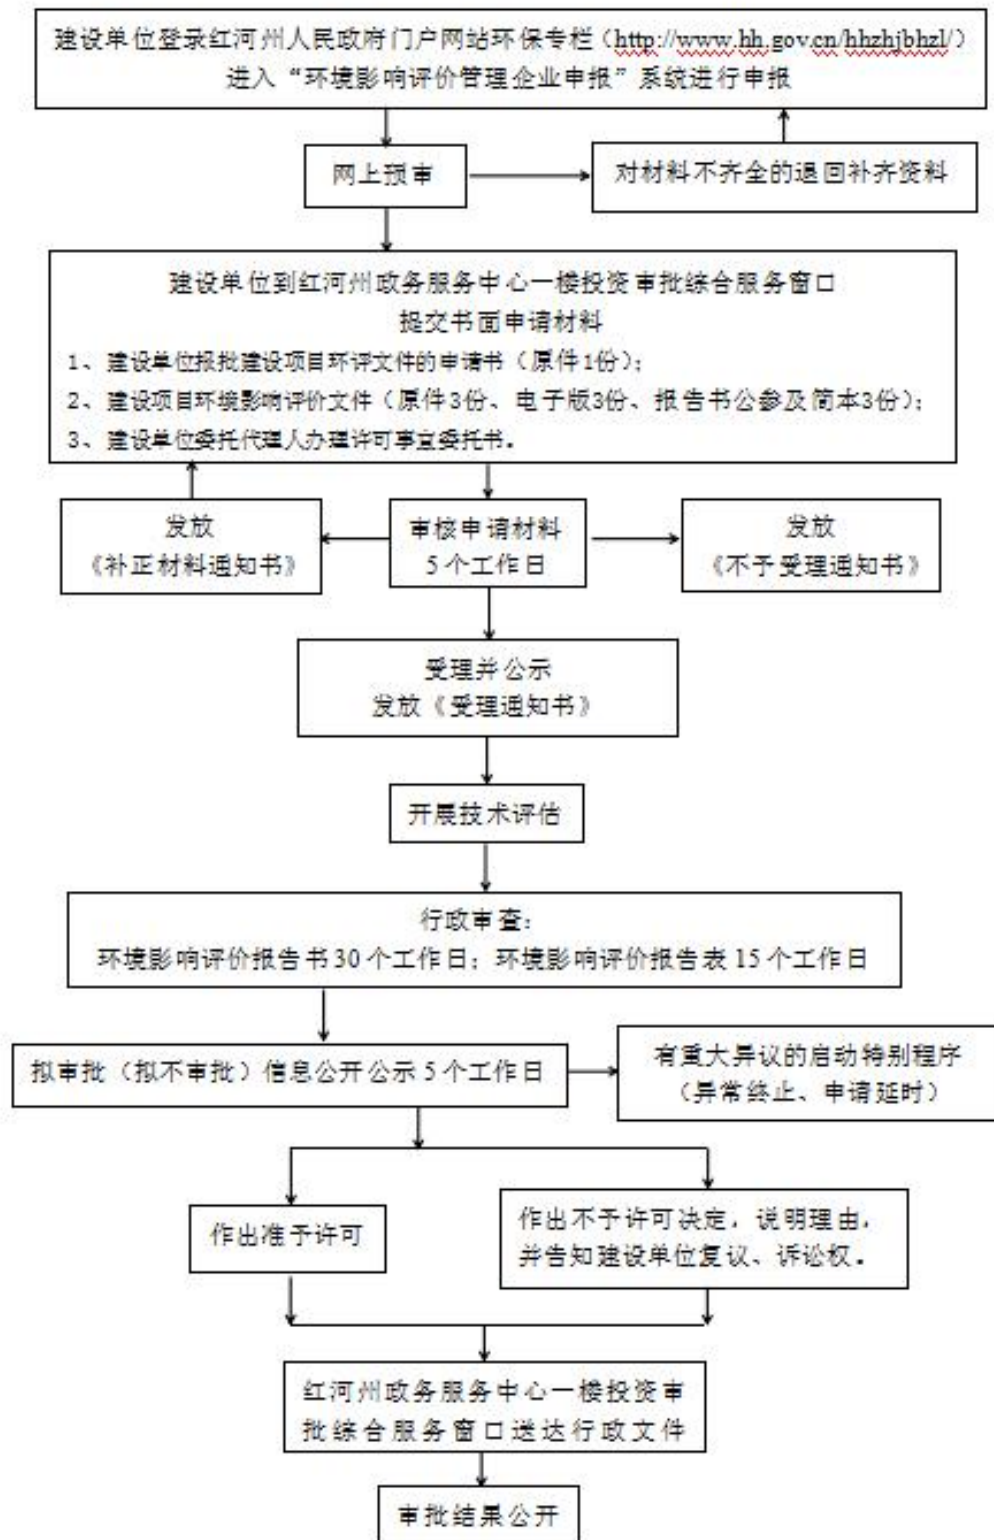 建设单位登录红河州人民政府门户网站环保专栏（http://www.hh.gov.cn/hhzhjbhzl/）
进入“环境影响评价管理企业申报”系统进行申报
网上预审
对材料不齐全的退回补齐资料
建设单位到红河州政务服务中心一楼投资审批综合服务窗口
提交书面申请材料
1、建设单位报批建设项目环评文件的申请书（原件1份）；
2、建设项目环境影响评价文件（原件3份、电子版3份、报告书公参及简本3份）；
3、建设单位委托代理人办理许可事宜委托书。
发放
《补正材料通知书》
审核申请材料
5个工作日
发放
《不予受理通知书》
受理并公示
发放《受理通知书》
开展技术评估
行政审查：
环境影响评价报告书30个工作日；环境影响评价报告表15个工作日
拟审批（拟不审批）信息公开公示5个工作日
有重大异议的启动特别程序
（异常终止、申请延时）
作出准予许可
作出不予许可决定，说明理由，
并告知建设单位复议、诉讼权。
红河州政务服务中心一楼投资审
批综合服务窗口送达行政文件
审批结果公开